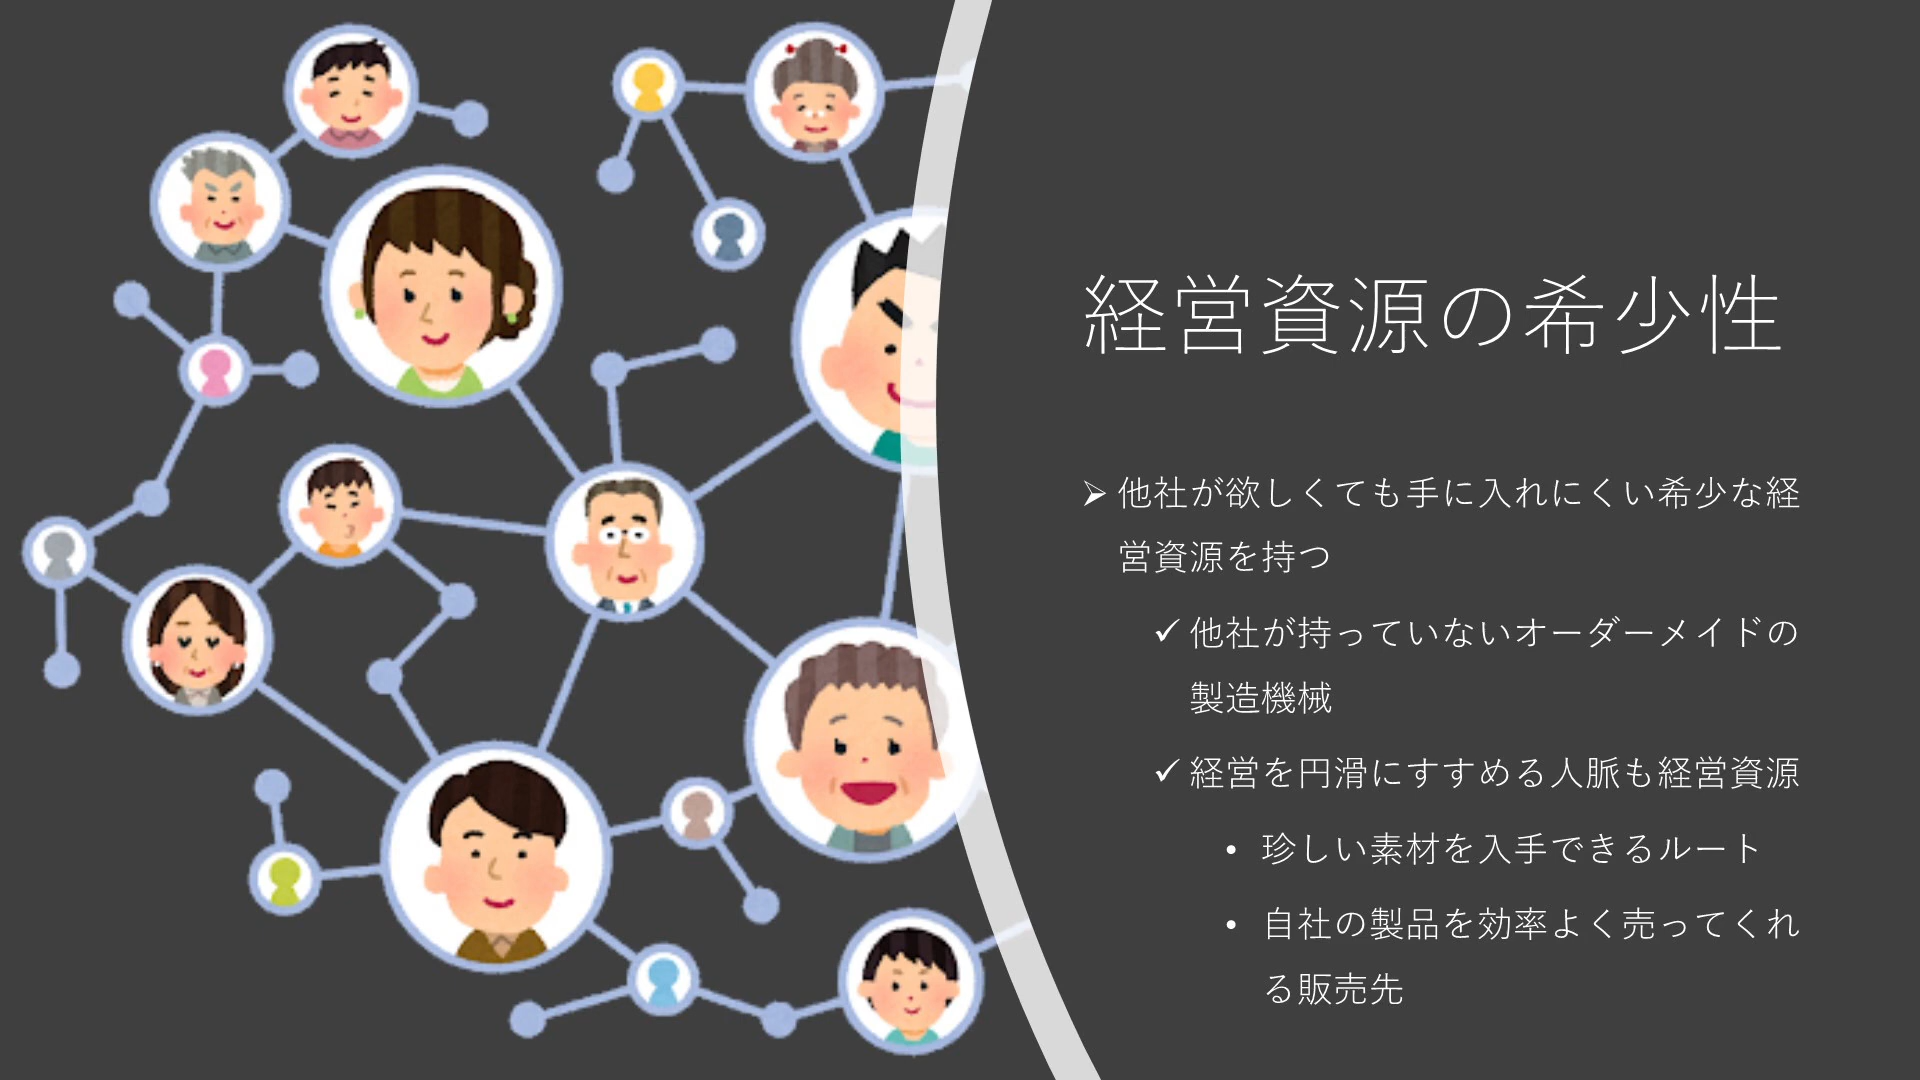 経営資源の希少性
➢ 他社が欲しくても手に入れにくい希少な経
営資源を持つ
✓ 他社が持っていないオーダーメイドの
製造機械
✓ 経営を円滑にすすめる人脈も経営資源
• 珍しい素材を入手できるルート
• 自社の製品を効率よく売ってくれ
る販売先